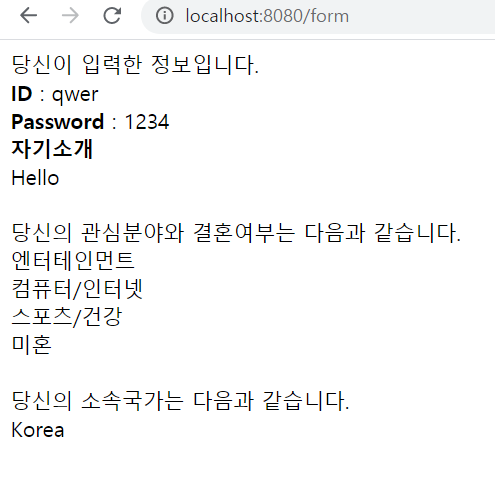 localhost:8080/form
당신이 입력한 정보입니다.
ID : qwer
Password : 1234
자기소개
Hello
당신의 관심분야와 결혼여부는 다음과 같습니다.
엔터테인먼트
컴퓨터/인터넷
스포츠/건강
미혼
당신의 소속국가는 다음과 같습니다.
Korea